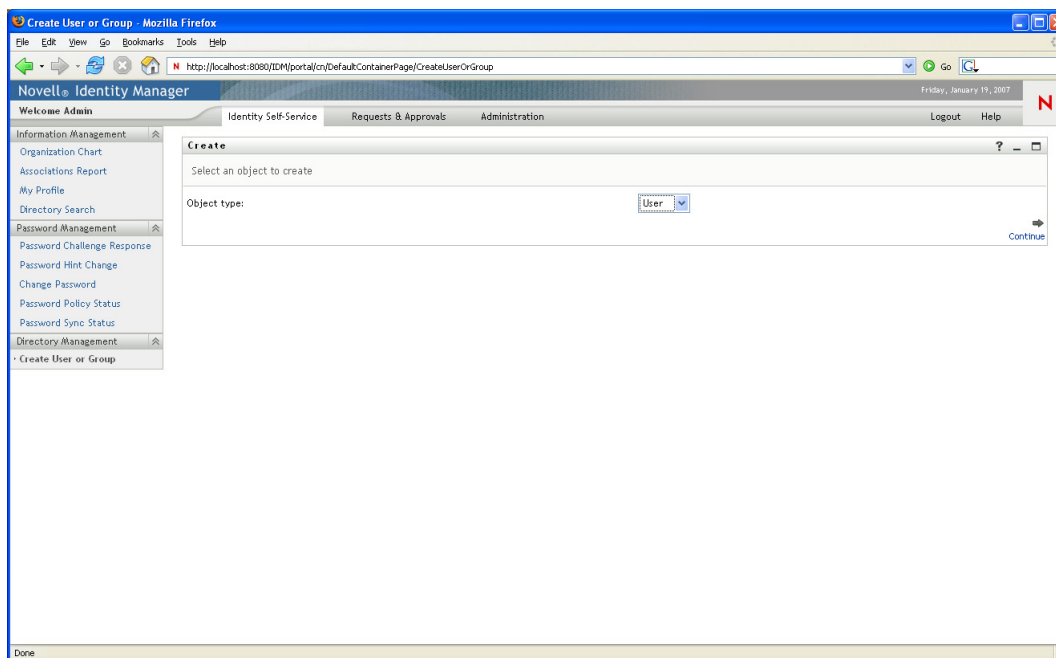 Create User or Group - Mozilla Firefox
File Edit View Go Bookmarks Tools Help
N http://localhost:8080/IDM/portal/cn/DefaultContainerPage/CreateUserOrGroup Go G
Novell® Identity Manager Friday, January 19, 2007
Welcome Admin Identity Self-Service Requests & Approvals Administration Logout Help N
Information Management
Organization Chart
Associations Report
My Profile
Directory Search
Password Management
Password Challenge Response
Password Hint Change
Change Password
Password Policy Status
Password Sync Status
Directory Management
· Create User or Group
Create ?
Select an object to create
Object type: User
Continue
Done